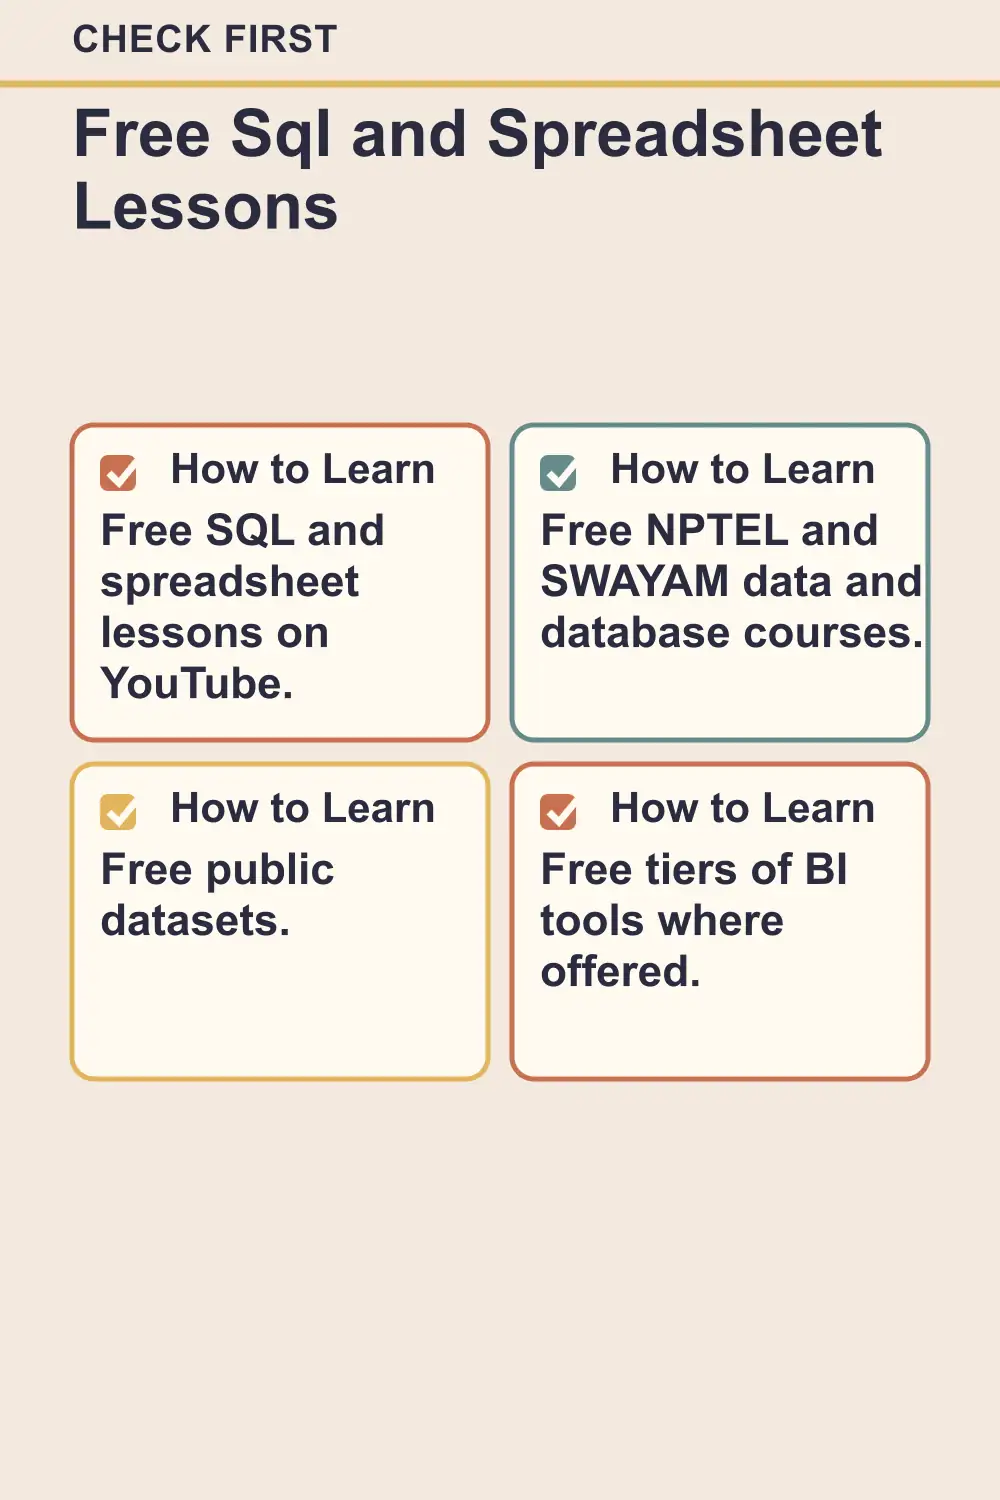 CHECK FIRST
Free Sql and Spreadsheet
Lessons
How to Learn
Free SQL and
spreadsheet
lessons on
YouTube.
How to Learn
Free NPTEL and
SWAYAM data and
database courses.
How to Learn
Free public
datasets.
How to Learn
Free tiers of BI
tools where
offered.